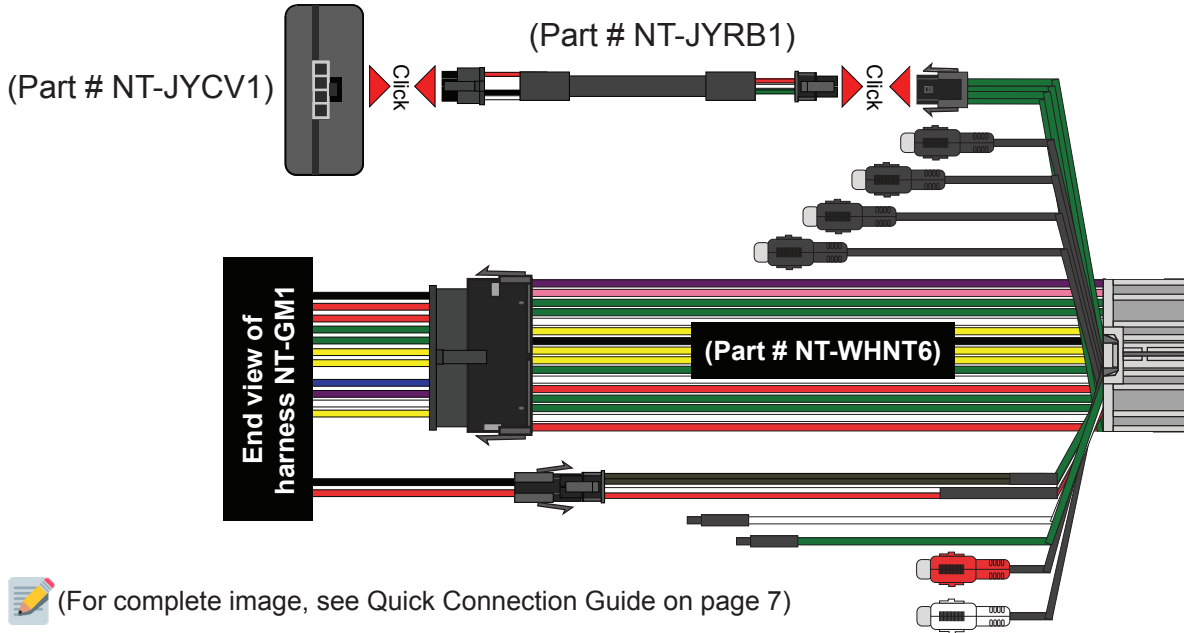 (Part # NT-JYRB1)
(Part # NT-JYCV1)
Click
Click
End view of
harness NT-GM1
(Part # NT-WHNT6)
(For complete image, see Quick Connection Guide on page 7)